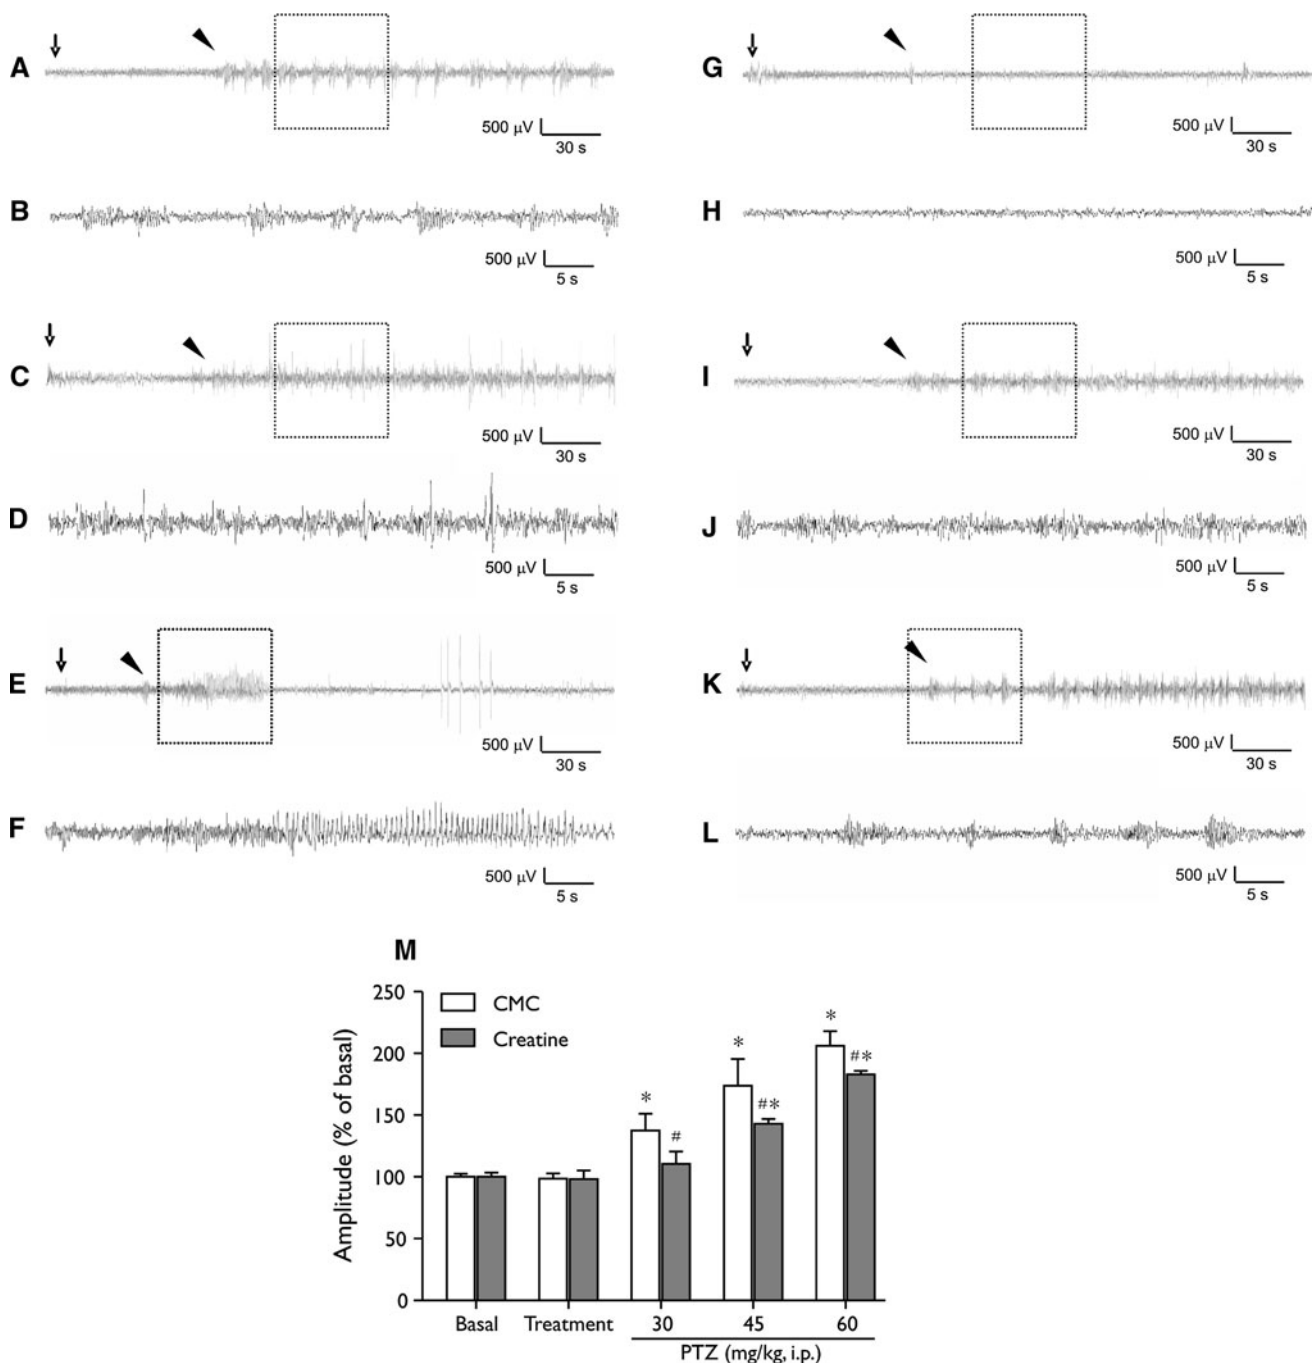 A
500 µV
30 s
B
500 µV
5 s
C
500 µV
30 s
D
500 µV
5 s
E
500 µV
30 s
F
500 µV
5 s
G
500 µV
30 s
H
500 µV
5 s
I
500 µV
30 s
J
500 µV
5 s
K
500 µV
30 s
L
500 µV
5 s
M
Amplitude (% of basal)
250
200
150
100
50
0
CMC
Creatine
*
#
*
#*
*
#*
Basal Treatment 30 45 60
PTZ (mg/kg, i.p.)